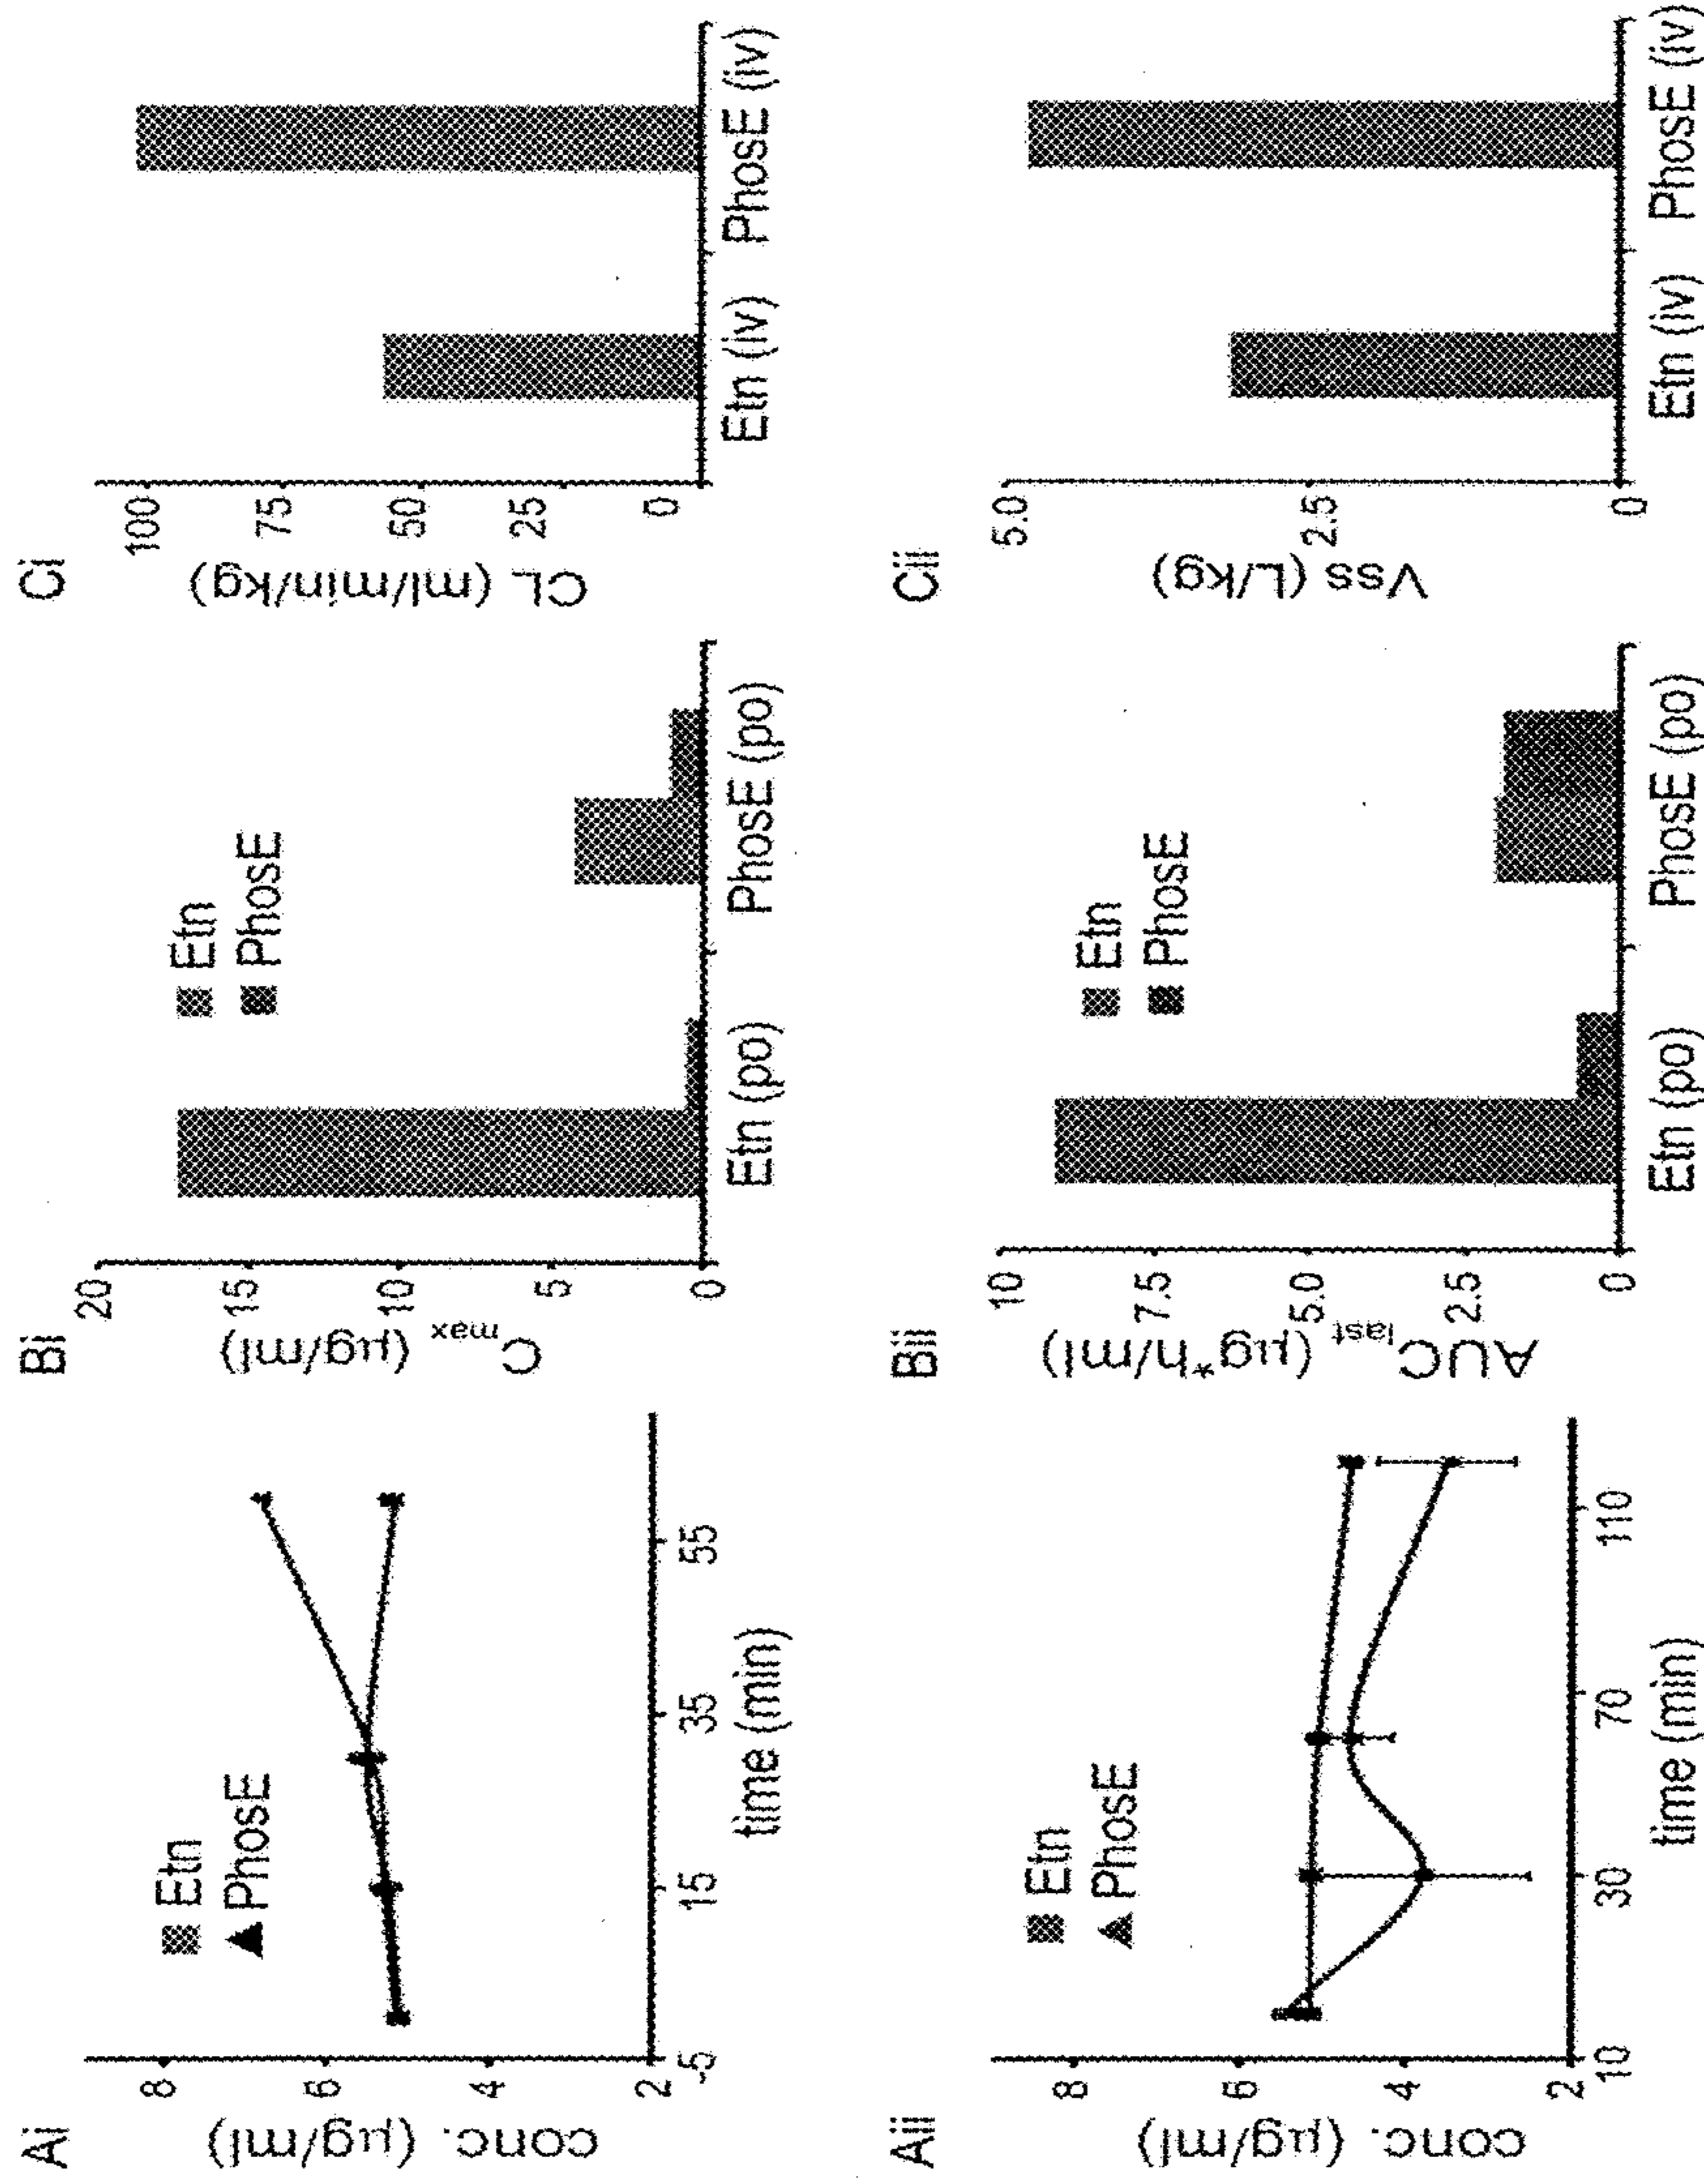 Ai
conc. (µg/ml)
8
6
4
2
-5
15
35
55
time (min)
Etn
PhosE
Bi
Cmax (µg/ml)
20
15
10
5
0
Etn
PhosE
Etn (po)
PhosE (po)
Ci
CL (ml/min/kg)
100
75
50
25
0
Etn (iv)
PhosE (iv)
Aii
conc. (µg/ml)
8
6
4
2
10
30
70
110
time (min)
Etn
PhosE
Bii
AUClast (µg*h/ml)
10
7.5
5.0
2.5
0
Etn
PhosE
Etn (po)
PhosE (po)
Cii
Vss (L/kg)
5.0
2.5
0
Etn (iv)
PhosE (iv)